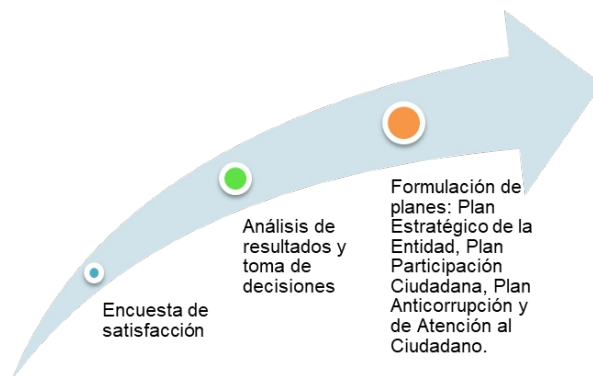 Encuesta de
satisfacción
Análisis de
resultados y
toma de
decisiones
Formulación de
planes: Plan
Estratégico de la
Entidad, Plan
Participación
Ciudadana, Plan
Anticorrupción y
de Atención al
Ciudadano.